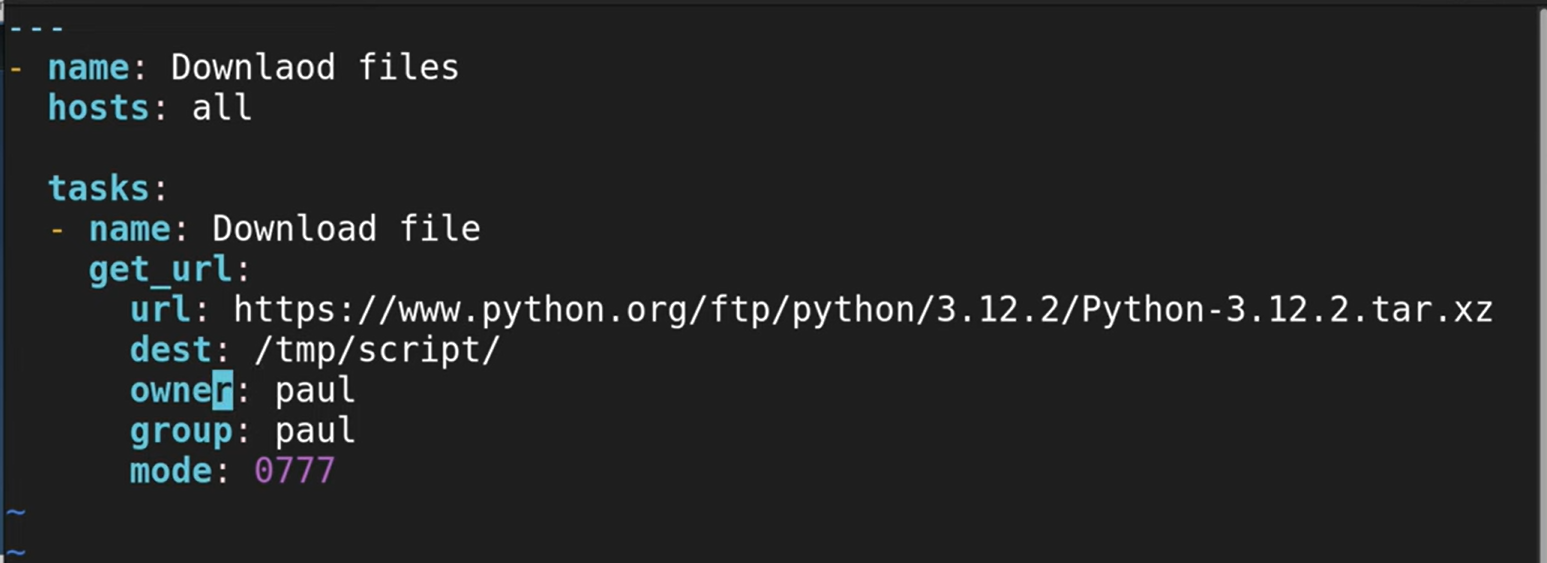 ---
- name: Downlaod files
  hosts: all

  tasks:
  - name: Download file
    get_url:
      url: https://www.python.org/ftp/python/3.12.2/Python-3.12.2.tar.xz
      dest: /tmp/script/
      owner: paul
      group: paul
      mode: 0777
~
~